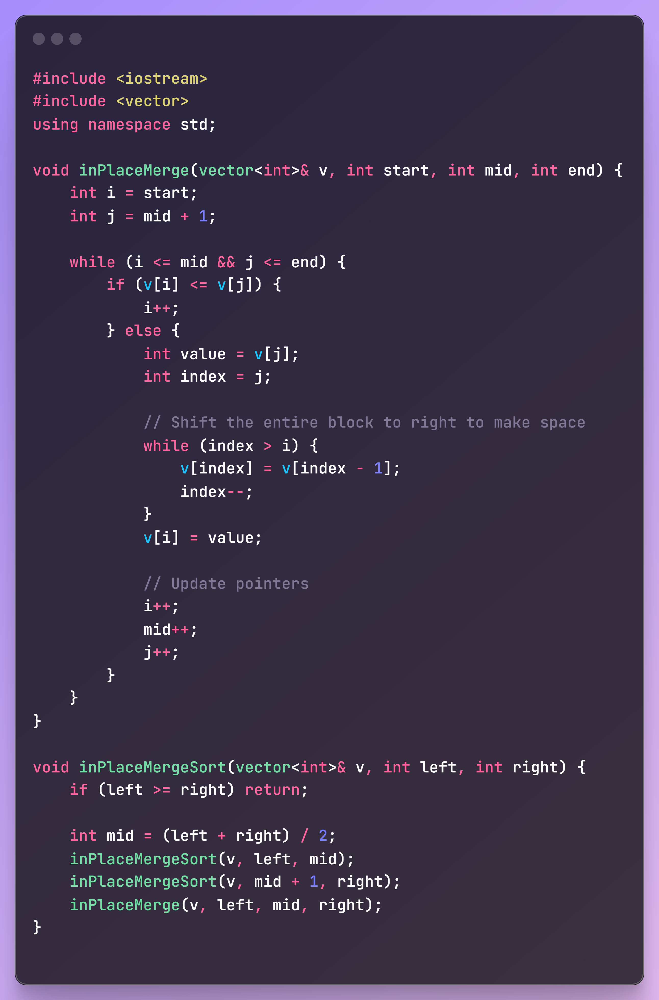 #include <iostream>
#include <vector>
using namespace std;

void inPlaceMerge(vector<int>& v, int start, int mid, int end) {
    int i = start;
    int j = mid + 1;

    while (i <= mid && j <= end) {
        if (v[i] <= v[j]) {
            i++;
        } else {
            int value = v[j];
            int index = j;

            // Shift the entire block to right to make space
            while (index > i) {
                v[index] = v[index - 1];
                index--;
            }
            v[i] = value;

            // Update pointers
            i++;
            mid++;
            j++;
        }
    }
}

void inPlaceMergeSort(vector<int>& v, int left, int right) {
    if (left >= right) return;

    int mid = (left + right) / 2;
    inPlaceMergeSort(v, left, mid);
    inPlaceMergeSort(v, mid + 1, right);
    inPlaceMerge(v, left, mid, right);
}